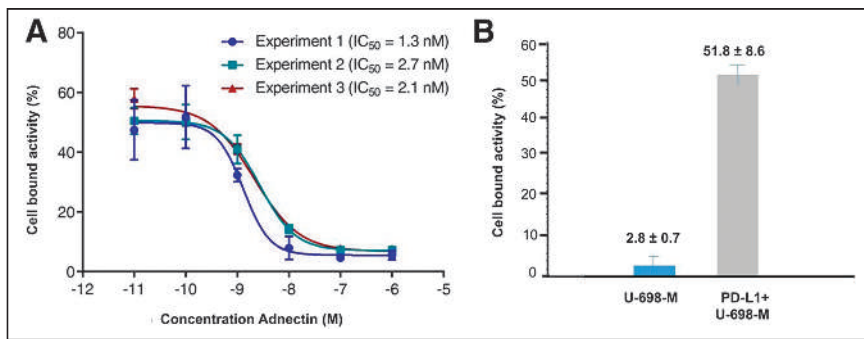 A
80
60
40
20
0
-12
-11
-10
-9
-8
-7
-6
-5
Cell bound activity (%)
Concentration Adnectin (M)
Experiment 1 (IC50 = 1.3 nM)
Experiment 2 (IC50 = 2.7 nM)
Experiment 3 (IC50 = 2.1 nM)
B
60
50
40
30
20
10
0
Cell bound activity (%)
2.8 ± 0.7
51.8 ± 8.6
U-698-M
PD-L1+
U-698-M